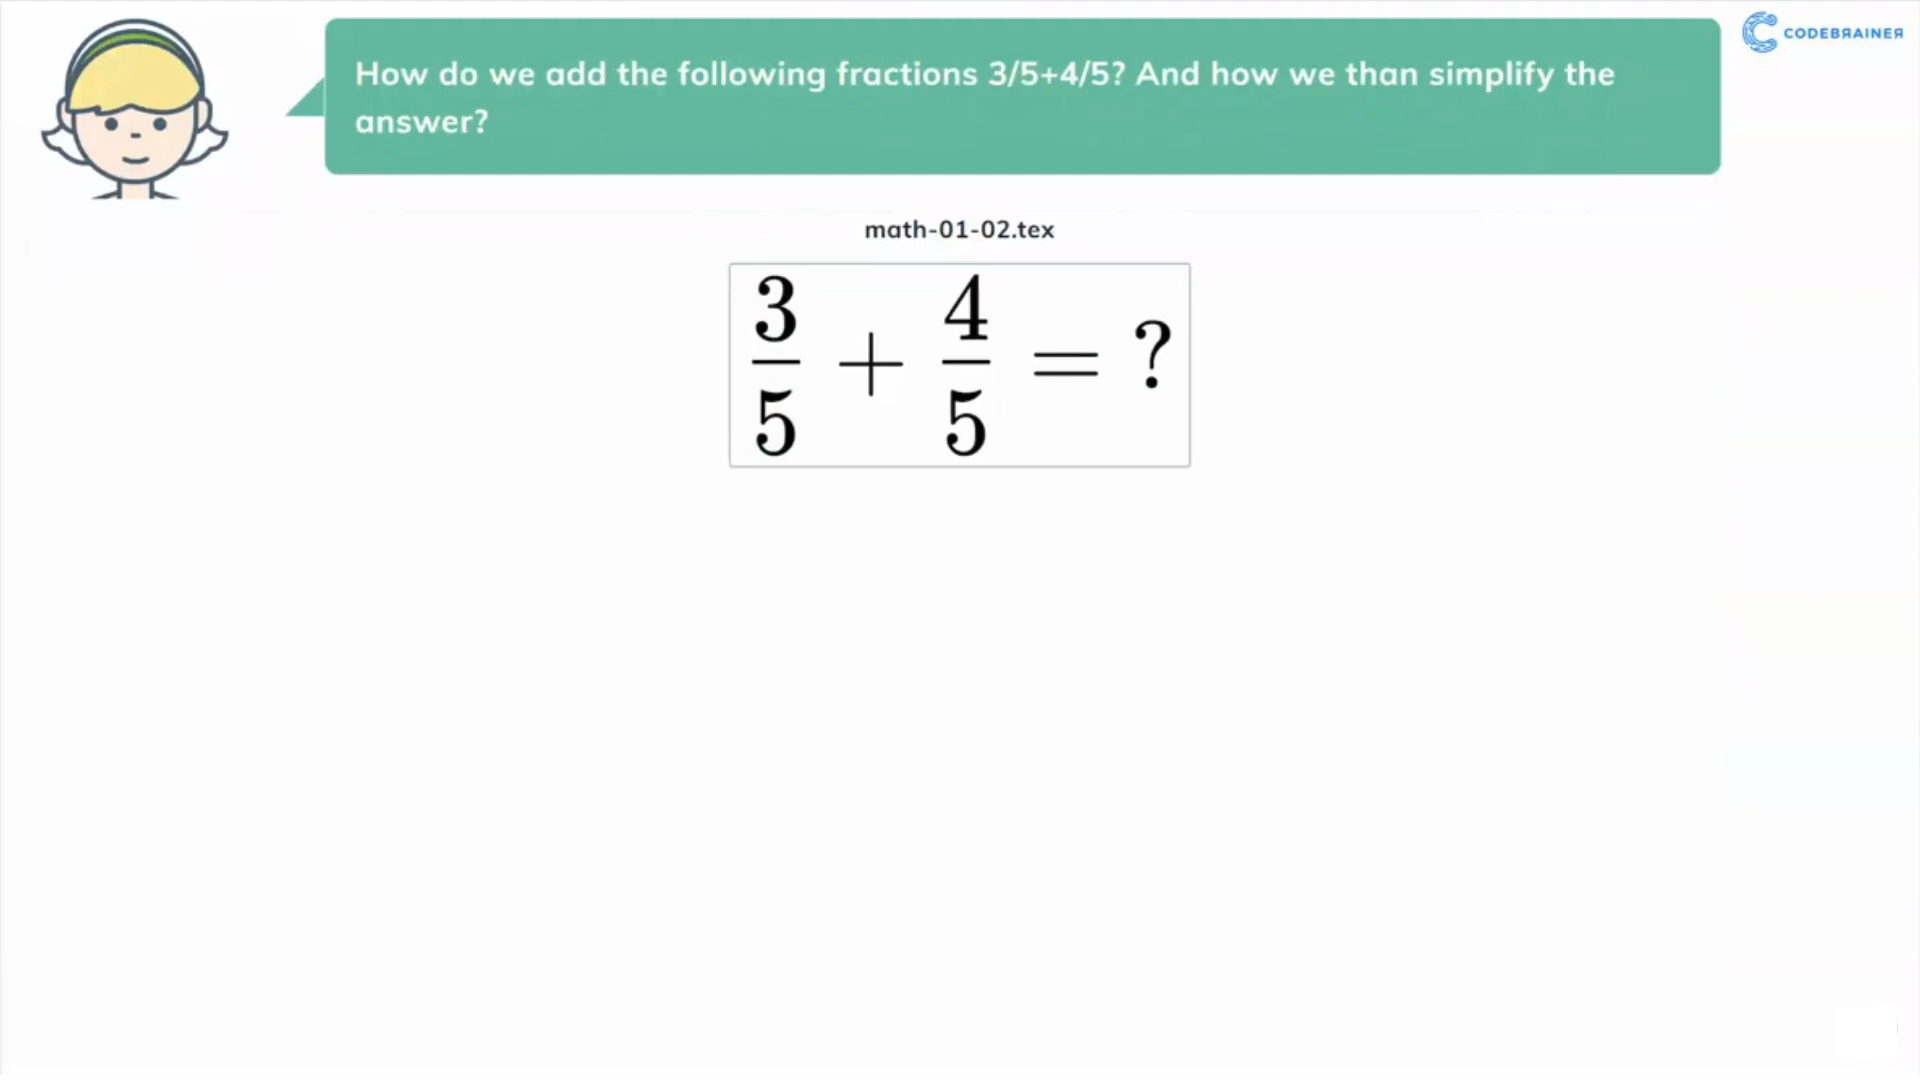 How do we add the following fractions 3/5+4/5? And how we than simplify the
answer?
CODEBRAINER
math-01-02.tex
3/5 + 4/5 = ?